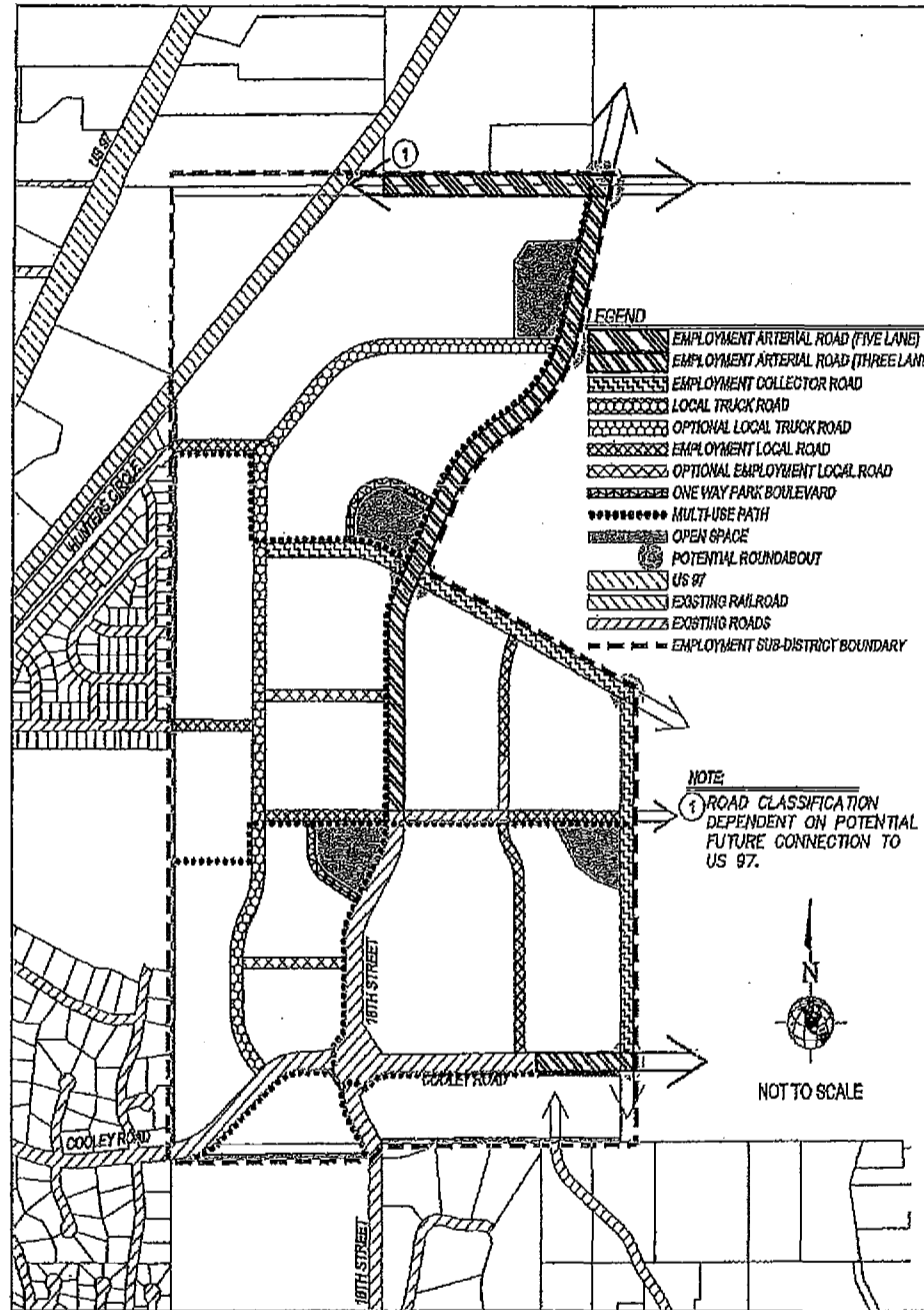 US 97
1
LEGEND
EMPLOYMENT ARTERIAL ROAD (FIVE LANE)
EMPLOYMENT ARTERIAL ROAD (THREE LANE
EMPLOYMENT COLLECTOR ROAD
LOCAL TRUCK ROAD
OPTIONAL LOCAL TRUCK ROAD
EMPLOYMENT LOCAL ROAD
OPTIONAL EMPLOYMENT LOCAL ROAD
ONE WAY PARK BOULEVARD
MULTI-USE PATH
OPEN SPACE
POTENTIAL ROUNDABOUT
US 97
EXISTING RAILROAD
EXISTING ROADS
EMPLOYMENT SUB-DISTRICT BOUNDARY
HUNTERS CIRCLE
NOTE
1 ROAD CLASSIFICATION
DEPENDENT ON POTENTIAL
FUTURE CONNECTION TO
US 97.
18TH STREET
N
NOT TO SCALE
COOLEY ROAD
COOLEY ROAD
18TH STREET